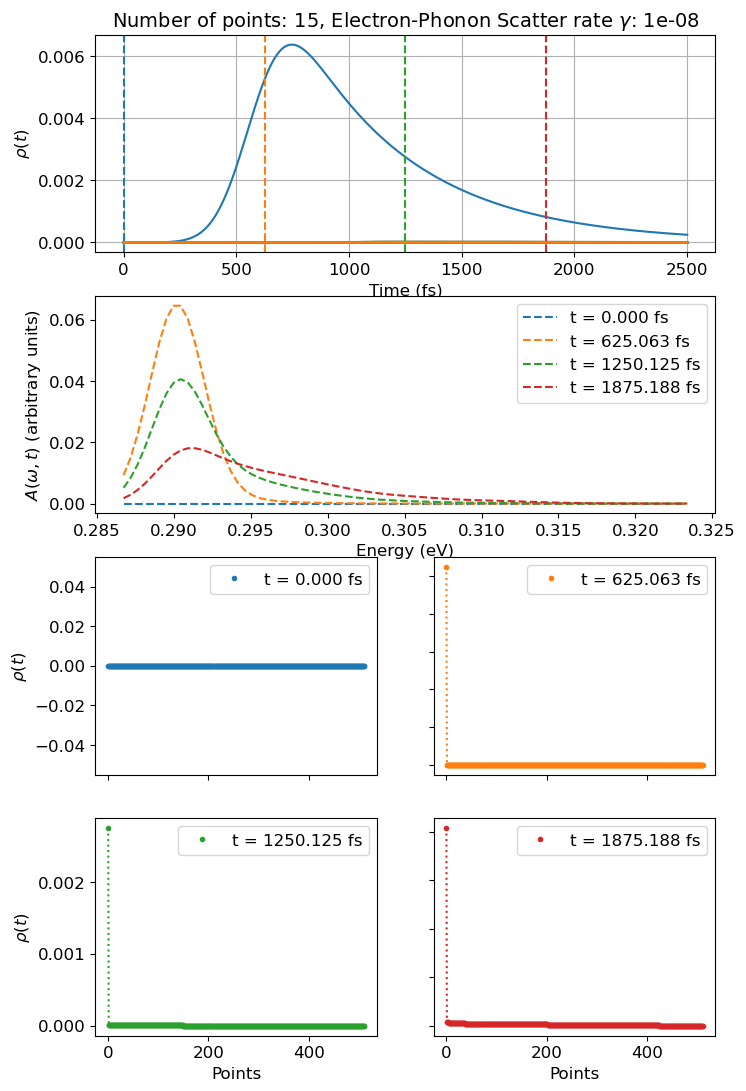 Number of points: 15, Electron-Phonon Scatter rate γ: 1e-08
0.006
0.004
0.002
0.000
ρ(t)
0 500 1000 1500 2000 2500
Time (fs)
0.06
0.04
0.02
0.00
A(ω, t) (arbitrary units)
t = 0.000 fs
t = 625.063 fs
t = 1250.125 fs
t = 1875.188 fs
0.285 0.290 0.295 0.300 0.305 0.310 0.315 0.320 0.325
Energy (eV)
0.04
0.02
0.00
−0.02
−0.04
ρ(t)
t = 0.000 fs
t = 625.063 fs
0.002
0.001
0.000
ρ(t)
t = 1250.125 fs
0 200 400
Points
t = 1875.188 fs
0 200 400
Points